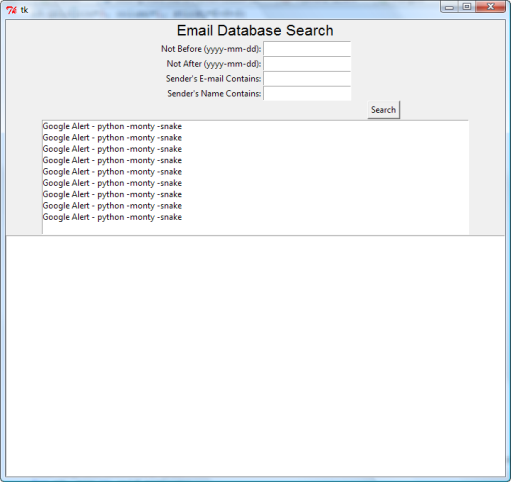 tk
Email Database Search
Not Before (yyyy-mm-dd):
Not After (yyyy-mm-dd):
Sender's E-mail Contains:
Sender's Name Contains:
Search
Google Alert - python -monty -snake
Google Alert - python -monty -snake
Google Alert - python -monty -snake
Google Alert - python -monty -snake
Google Alert - python -monty -snake
Google Alert - python -monty -snake
Google Alert - python -monty -snake
Google Alert - python -monty -snake
Google Alert - python -monty -snake